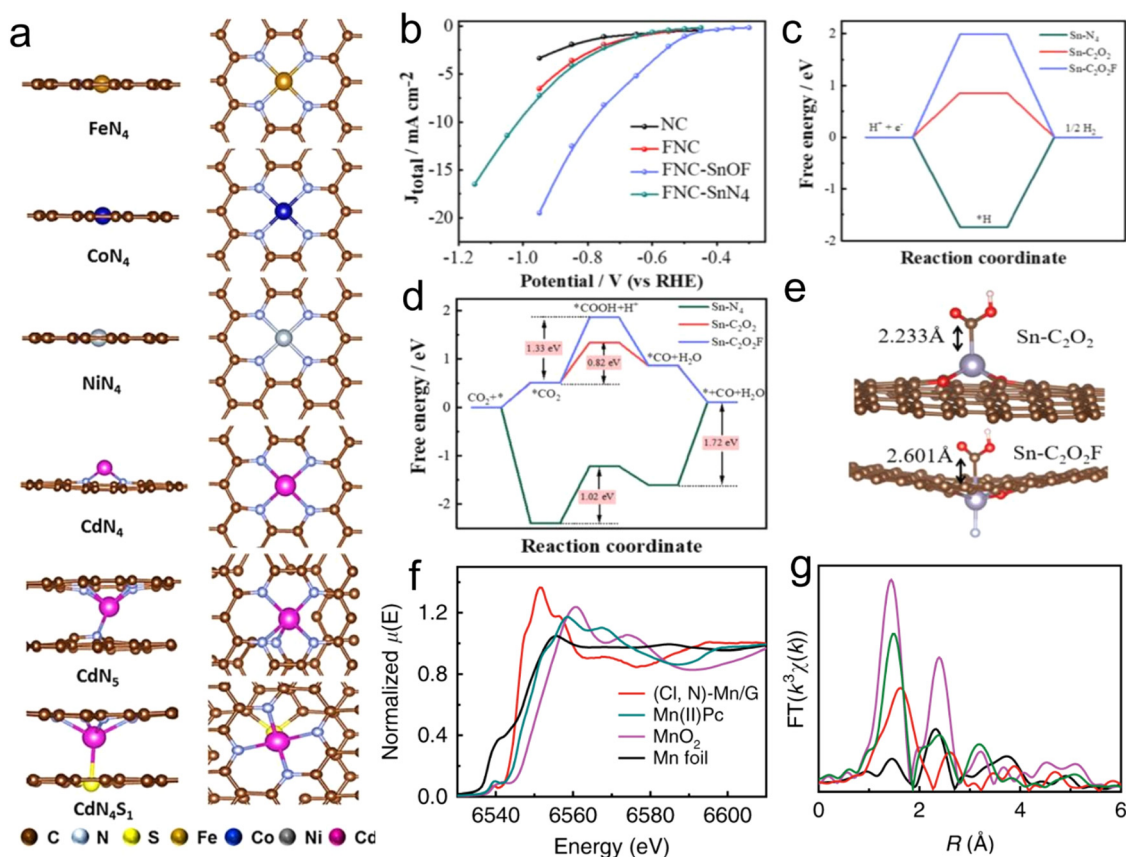 a
FeN₄
CoN₄
NiN₄
CdN₄
CdN₅
CdN₄S₁
C N S Fe Co Ni Cd
b
J_total / mA cm⁻²
0
-5
-10
-15
-20
NC
FNC
FNC-SnOF
FNC-SnN₄
-1.2 -1.0 -0.8 -0.6 -0.4
Potential / V (vs RHE)
c
Free energy / eV
2
1
0
-1
-2
Sn-N₄
Sn-C₂O₂
Sn-C₂O₂F
H⁺ + e⁻
1/2 H₂
*H
Reaction coordinate
d
Free energy / eV
2
1
0
-1
-2
Sn-N₄
Sn-C₂O₂
Sn-C₂O₂F
*COOH+H⁺
1.33 eV
0.82 eV
*CO+H₂O
CO₂+*
*CO₂
*+CO+H₂O
1.72 eV
1.02 eV
Reaction coordinate
e
2.233Å
Sn-C₂O₂
2.601Å
Sn-C₂O₂F
f
Normalized μ(E)
1.2
0.8
0.4
0.0
(Cl, N)-Mn/G
Mn(II)Pc
MnO₂
Mn foil
6540 6560 6580 6600
Energy (eV)
g
FT(k³χ(k))
0 2 4 6
R (Å)